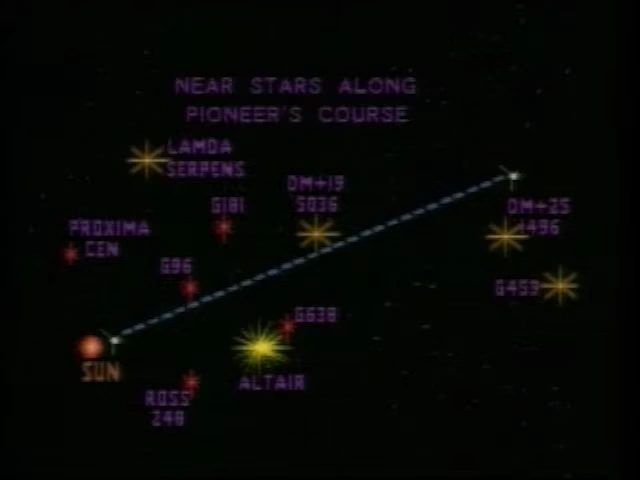 NEAR STARS ALONG
PIONEER'S COURSE
LAMDA
SERPENS
DM+19
5036
G181
DM+25
1496
PROXIMA
CEN
G96
G459
G638
SUN
ALTAIR
ROSS
248